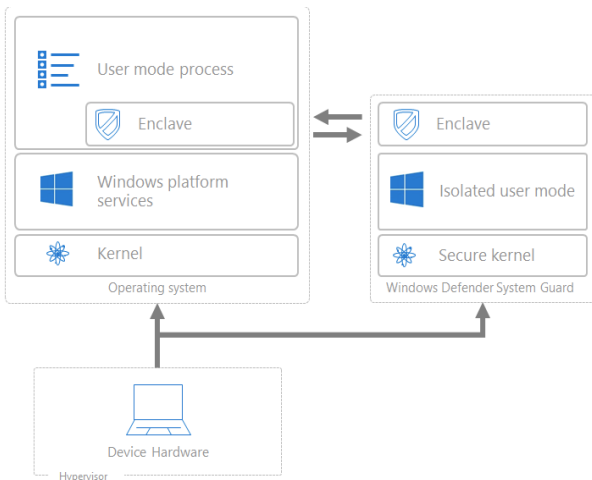 User mode process
Enclave
Windows platform
services
Kernel
Operating system
Enclave
Isolated user mode
Secure kernel
Windows Defender System Guard
Device Hardware
Hypervisor